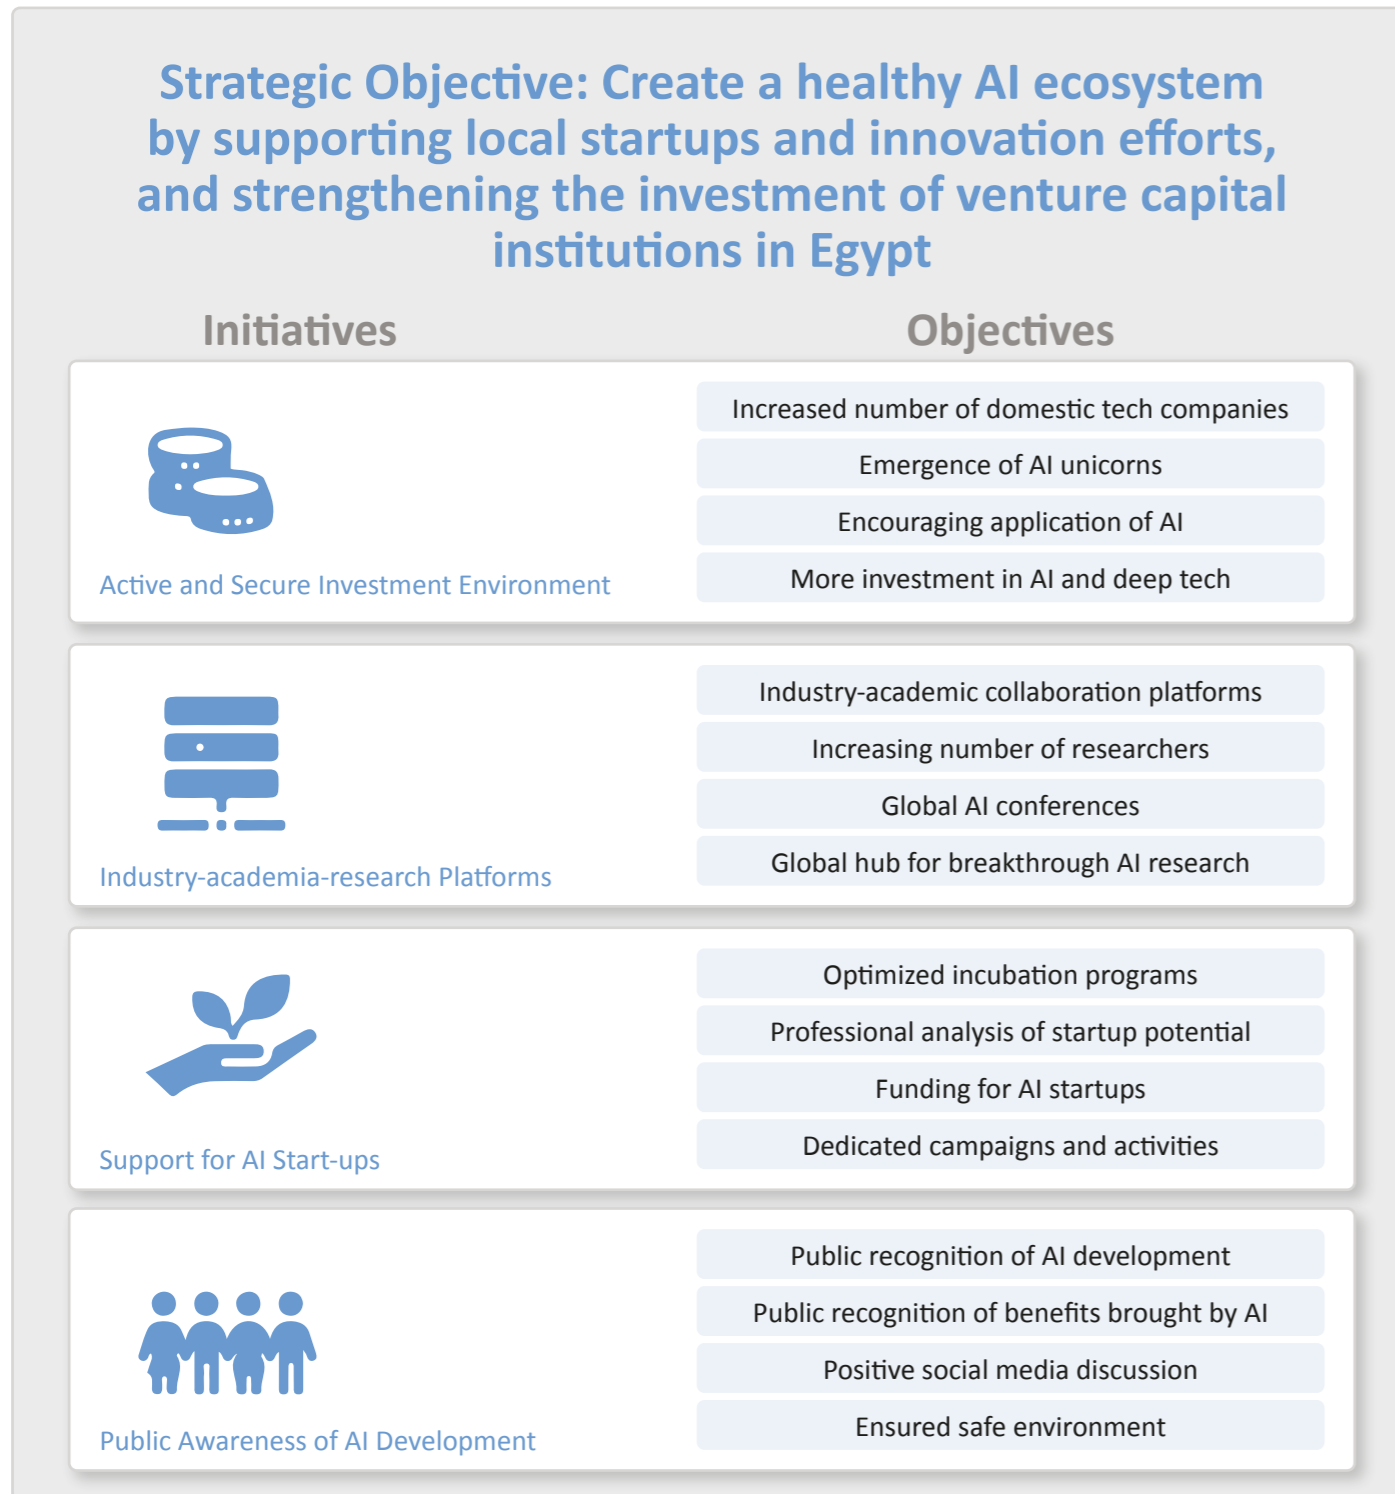 Strategic Objective: Create a healthy AI ecosystem
by supporting local startups and innovation efforts,
and strengthening the investment of venture capital
institutions in Egypt
Initiatives
Objectives
Active and Secure Investment Environment
Increased number of domestic tech companies
Emergence of AI unicorns
Encouraging application of AI
More investment in AI and deep tech
Industry-academia-research Platforms
Industry-academic collaboration platforms
Increasing number of researchers
Global AI conferences
Global hub for breakthrough AI research
Support for AI Start-ups
Optimized incubation programs
Professional analysis of startup potential
Funding for AI startups
Dedicated campaigns and activities
Public Awareness of AI Development
Public recognition of AI development
Public recognition of benefits brought by AI
Positive social media discussion
Ensured safe environment